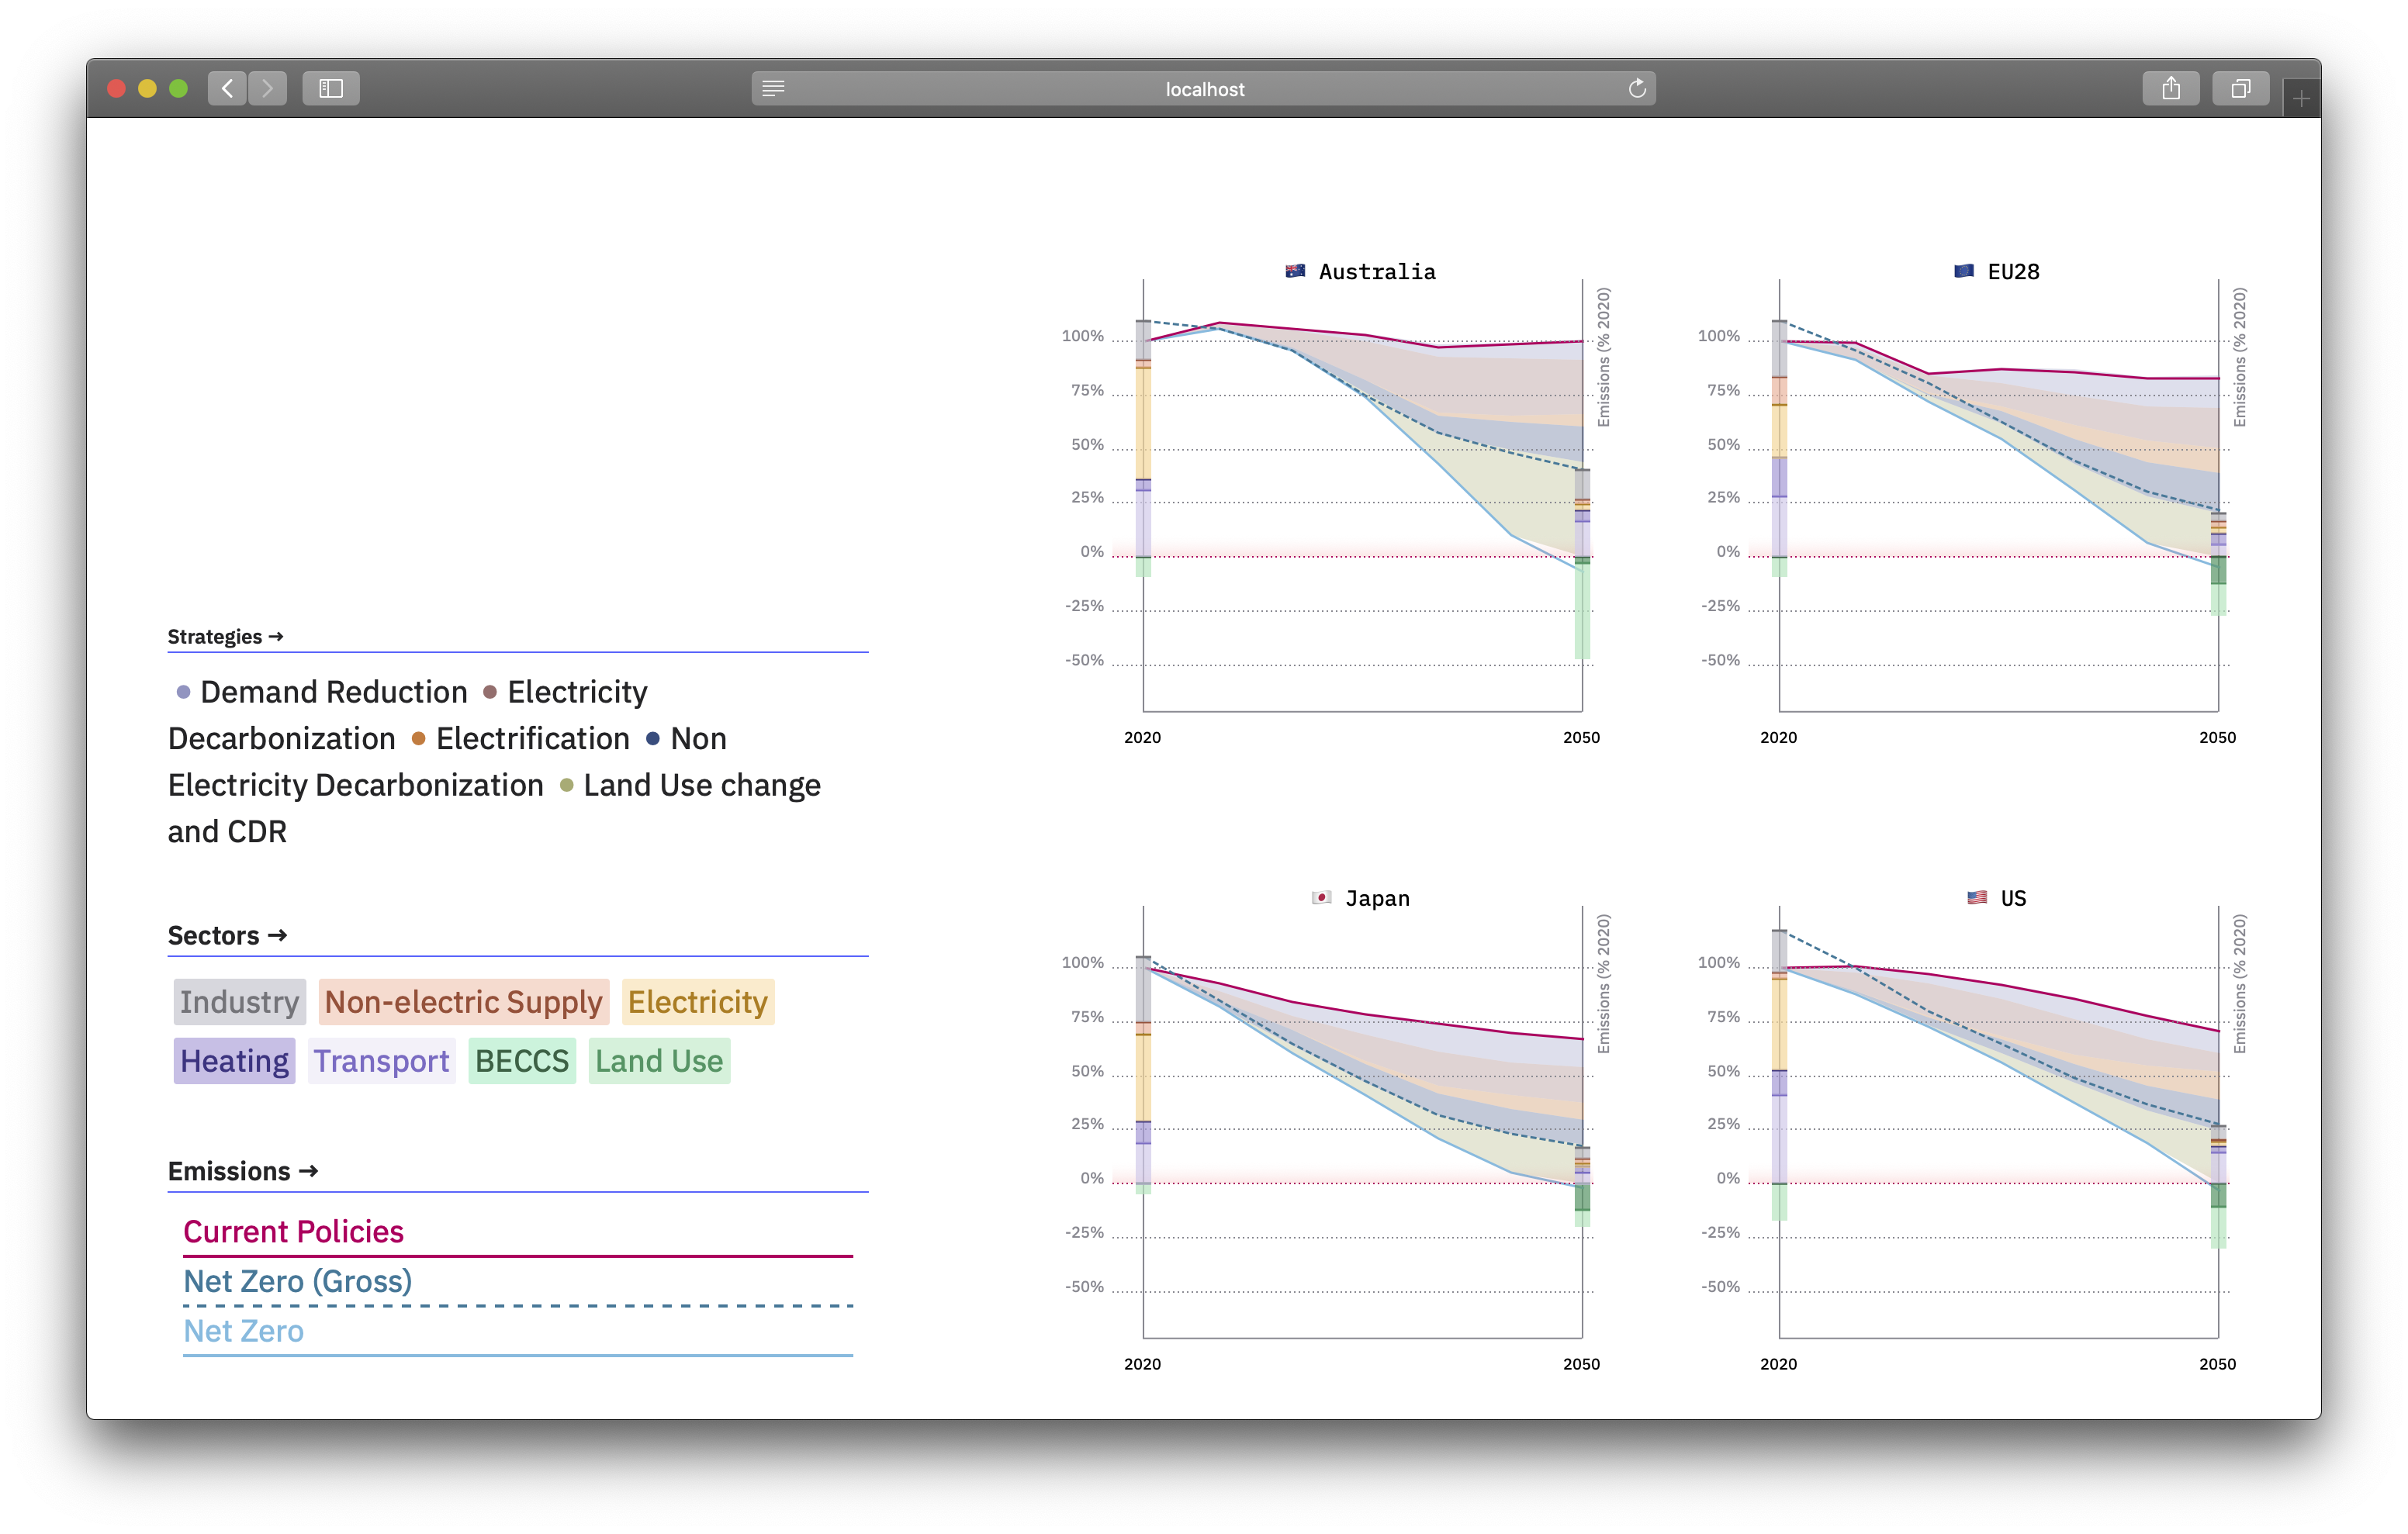 localhost
Strategies →
Demand Reduction Electricity
Decarbonization Electrification Non
Electricity Decarbonization Land Use change
and CDR
Sectors →
Industry Non-electric Supply Electricity
Heating Transport BECCS Land Use
Emissions →
Current Policies
Net Zero (Gross)
Net Zero
Australia
Emissions (% 2020)
100%
75%
50%
25%
0%
-25%
-50%
2020 2050
EU28
Emissions (% 2020)
100%
75%
50%
25%
0%
-25%
-50%
2020 2050
Japan
Emissions (% 2020)
100%
75%
50%
25%
0%
-25%
-50%
2020 2050
US
Emissions (% 2020)
100%
75%
50%
25%
0%
-25%
-50%
2020 2050